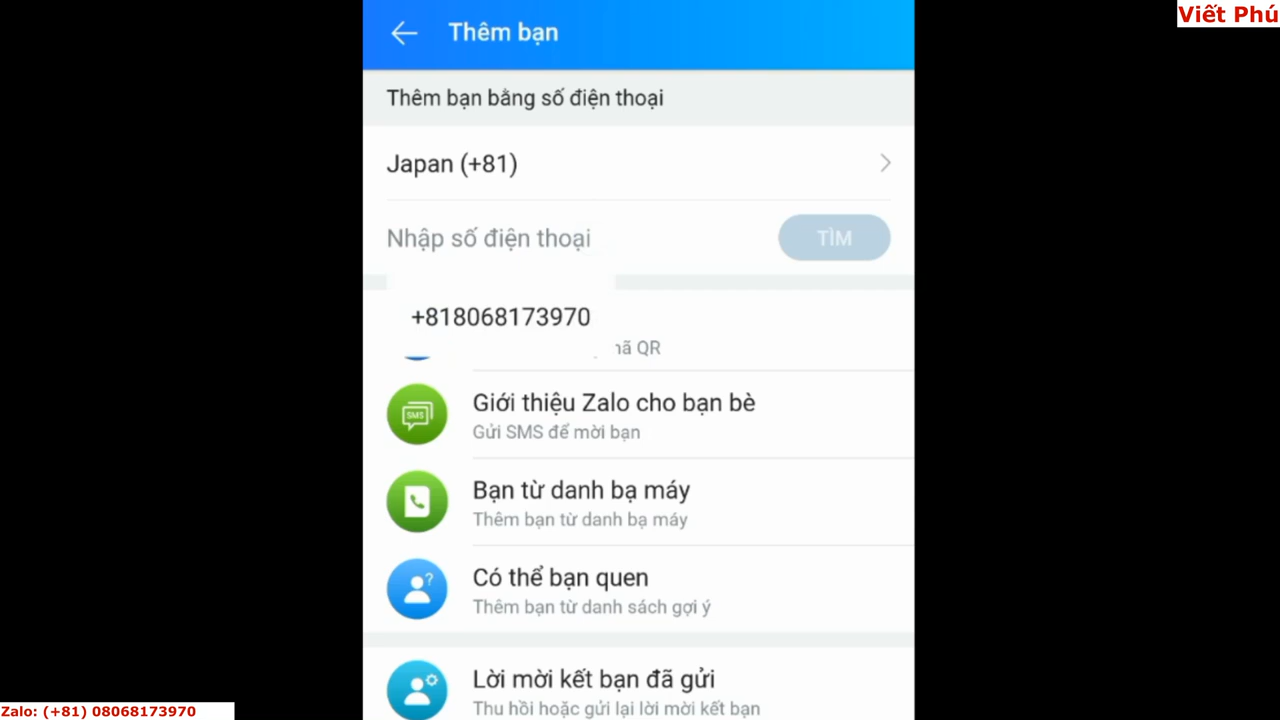 Viết Phú
Thêm bạn
Thêm bạn bằng số điện thoại
Japan (+81)
Nhập số điện thoại
TÌM
+818068173970
mã QR
SMS
Giới thiệu Zalo cho bạn bè
Gửi SMS để mời bạn
Bạn từ danh bạ máy
Thêm bạn từ danh bạ máy
Có thể bạn quen
Thêm bạn từ danh sách gợi ý
Lời mời kết bạn đã gửi
Thu hồi hoặc gửi lại lời mời kết bạn
Zalo: (+81) 08068173970